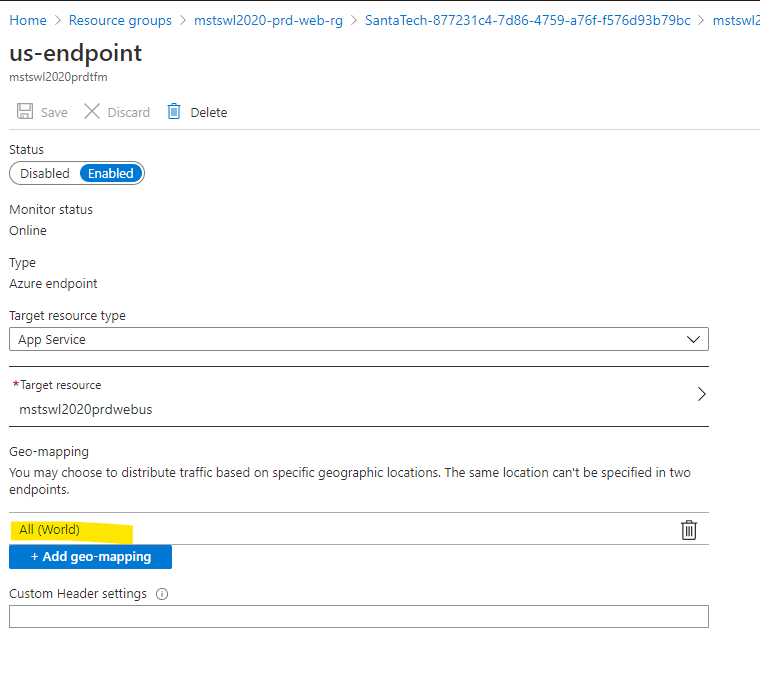 Home > Resource groups > mstswl2020-prd-web-rg > SantaTech-877231c4-7d86-4759-a76f-f576d93b79bc > mstswl2
us-endpoint
mstswl2020prdtfm
Save Discard Delete
Status
Disabled Enabled
Monitor status
Online
Type
Azure endpoint
Target resource type
App Service
*Target resource
mstswl2020prdwebus
Geo-mapping
You may choose to distribute traffic based on specific geographic locations. The same location can't be specified in two
endpoints.
All (World)
+ Add geo-mapping
Custom Header settings